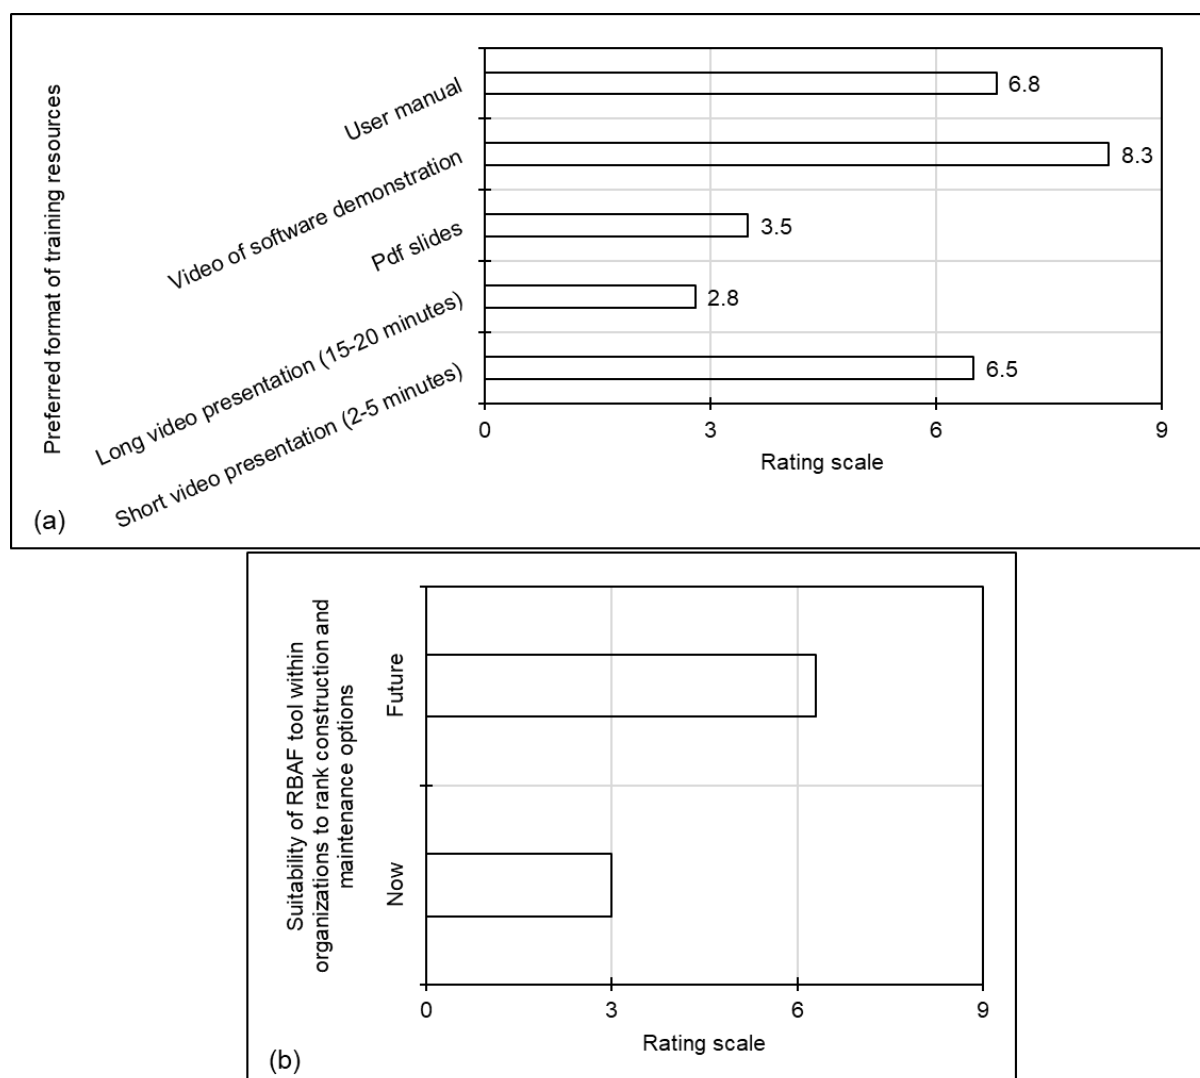 Preferred format of training resources
User manual
6.8
Video of software demonstration
8.3
Pdf slides
3.5
Long video presentation (15-20 minutes)
2.8
Short video presentation (2-5 minutes)
6.5
0 3 6 9
Rating scale
(a)
Suitability of RBAF tool within
organizations to rank construction and
maintenance options
Future
Now
0 3 6 9
Rating scale
(b)